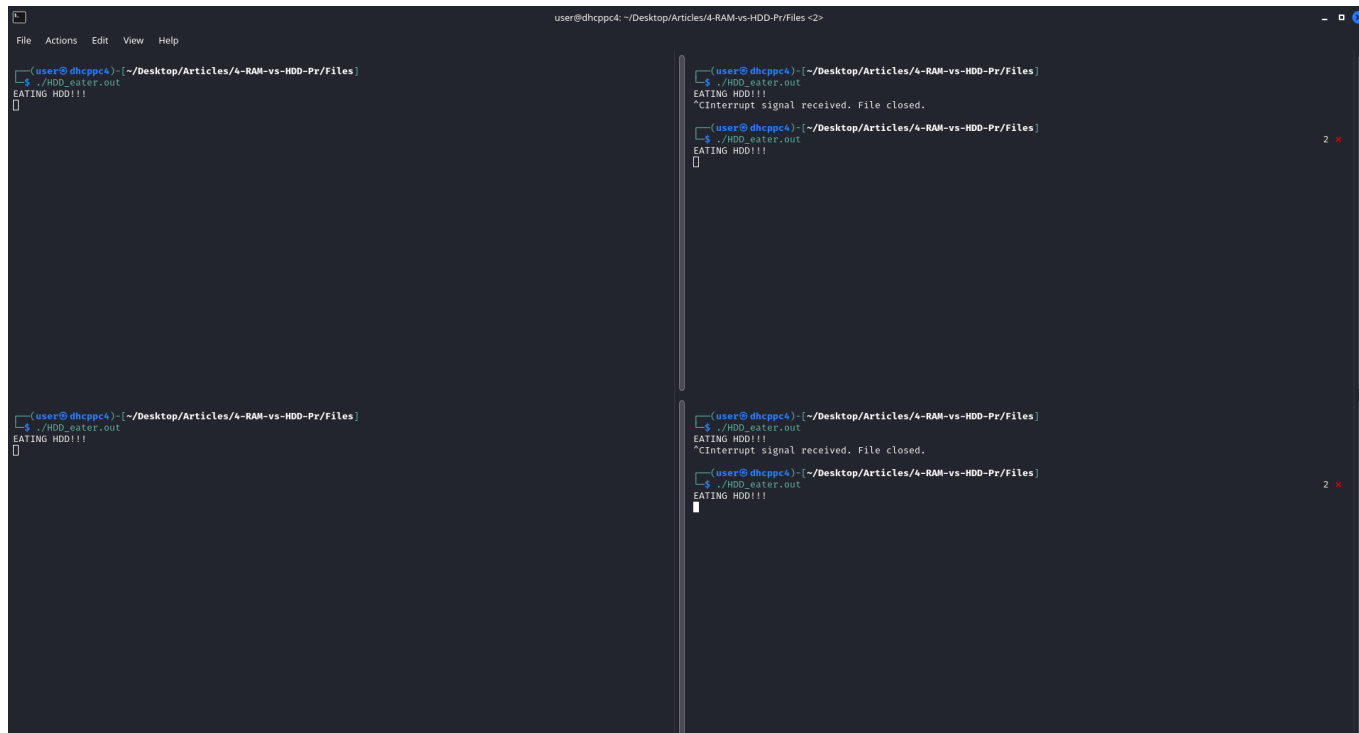 user@dhcppc4: ~/Desktop/Articles/4-RAM-vs-HDD-Pr/Files <2>
File Actions Edit View Help
┌──(user㉿dhcppc4)-[~/Desktop/Articles/4-RAM-vs-HDD-Pr/Files]
└─$ ./HDD_eater.out
EATING HDD!!!
┌──(user㉿dhcppc4)-[~/Desktop/Articles/4-RAM-vs-HDD-Pr/Files]
└─$ ./HDD_eater.out
EATING HDD!!!
^CInterrupt signal received. File closed.
┌──(user㉿dhcppc4)-[~/Desktop/Articles/4-RAM-vs-HDD-Pr/Files]
└─$ ./HDD_eater.out 2 ⨯
EATING HDD!!!
┌──(user㉿dhcppc4)-[~/Desktop/Articles/4-RAM-vs-HDD-Pr/Files]
└─$ ./HDD_eater.out
EATING HDD!!!
┌──(user㉿dhcppc4)-[~/Desktop/Articles/4-RAM-vs-HDD-Pr/Files]
└─$ ./HDD_eater.out
EATING HDD!!!
^CInterrupt signal received. File closed.
┌──(user㉿dhcppc4)-[~/Desktop/Articles/4-RAM-vs-HDD-Pr/Files]
└─$ ./HDD_eater.out 2 ⨯
EATING HDD!!!